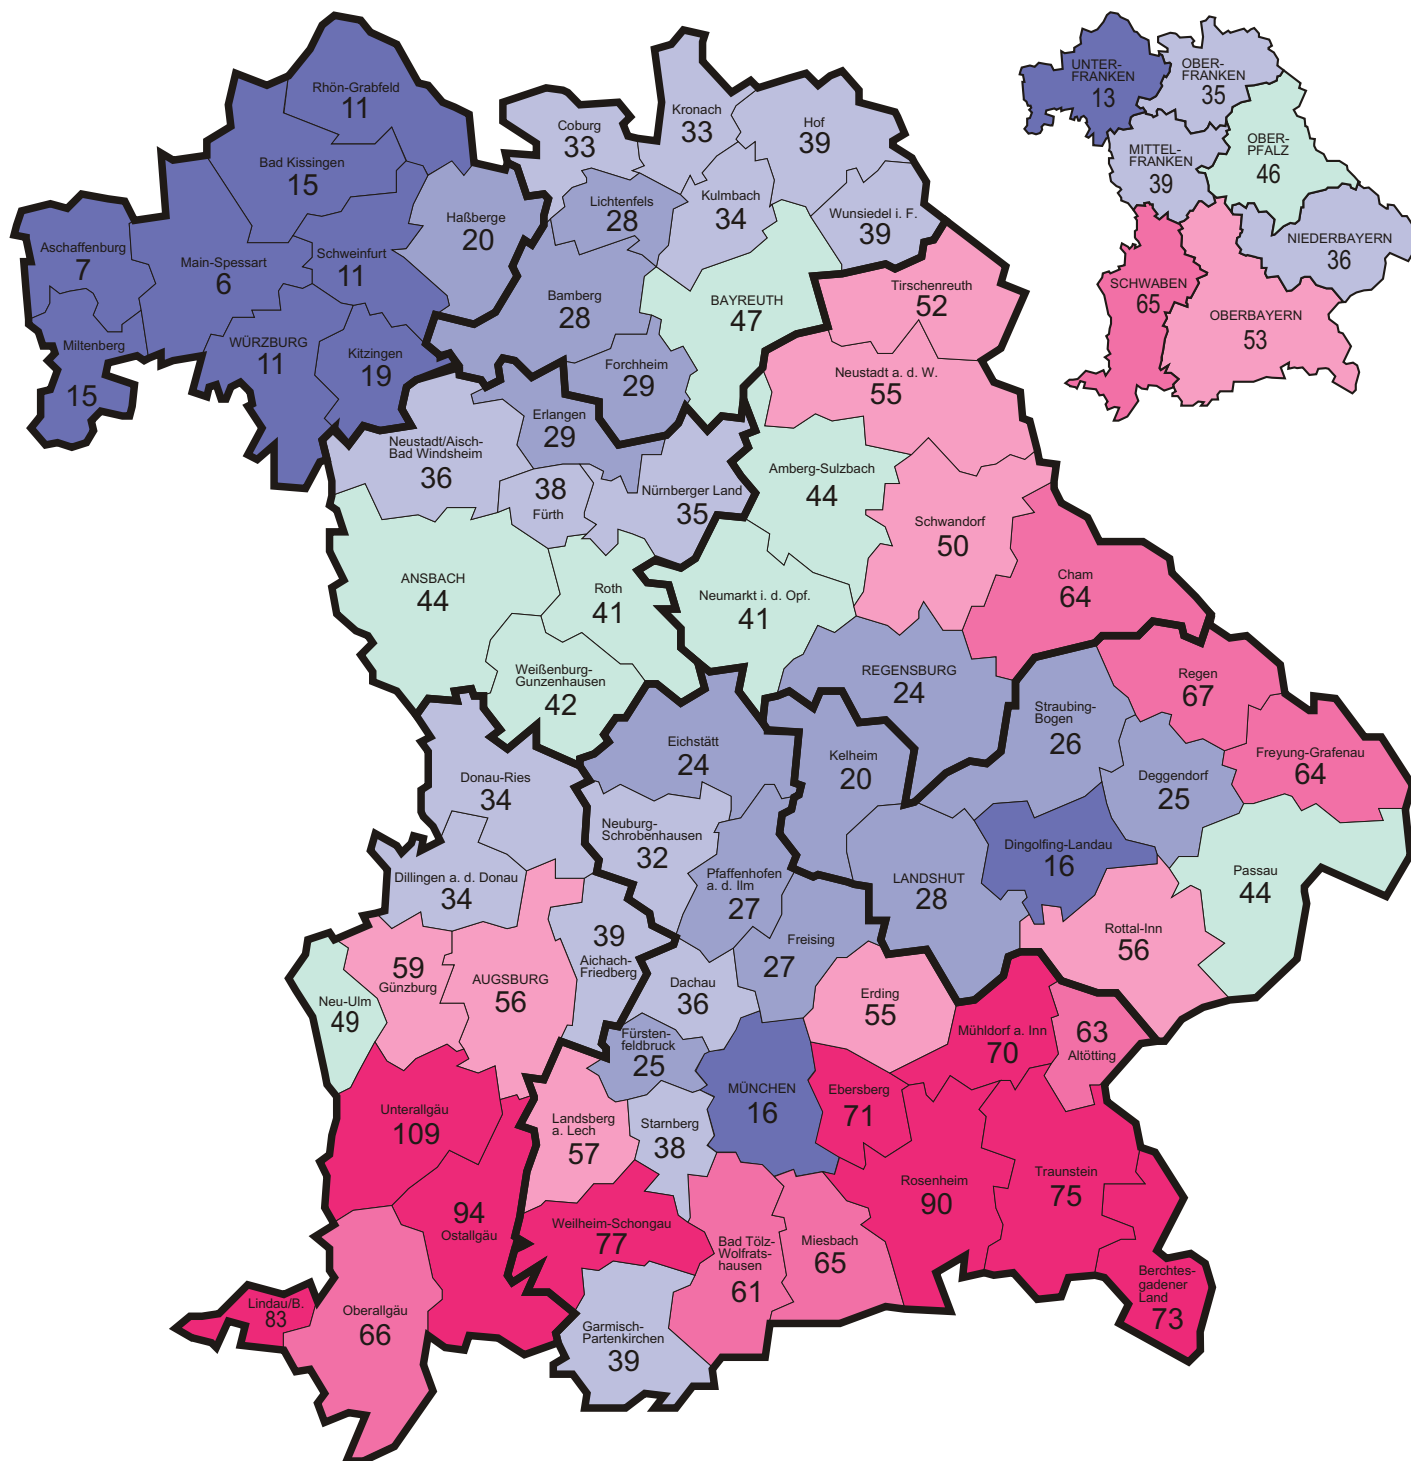 Rhön-Grabfeld
11
Bad Kissingen
15
Haßberge
20
Aschaffenburg
7
Main-Spessart
6
Schweinfurt
11
Miltenberg
15
WÜRZBURG
11
Kitzingen
19
Coburg
33
Kronach
33
Hof
39
Lichtenfels
28
Kulmbach
34
Wunsiedel i. F.
39
Bamberg
28
BAYREUTH
47
Forchheim
29
Tirschenreuth
52
Neustadt a. d. W.
55
Neustadt/Aisch-
Bad Windsheim
36
Erlangen
29
38
Fürth
Nürnberger Land
35
Amberg-Sulzbach
44
Schwandorf
50
Cham
64
ANSBACH
44
Roth
41
Neumarkt i. d. Opf.
41
Weißenburg-
Gunzenhausen
42
REGENSBURG
24
Regen
67
Straubing-
Bogen
26
Freyung-Grafenau
64
Eichstätt
24
Kelheim
20
Deggendorf
25
Donau-Ries
34
Neuburg-
Schrobenhausen
32
Dingolfing-Landau
16
Dillingen a. d. Donau
34
Pfaffenhofen
a. d. Ilm
27
LANDSHUT
28
Passau
44
39
Aichach-
Friedberg
Freising
27
Rottal-Inn
56
59
Günzburg
AUGSBURG
56
Neu-Ulm
49
Dachau
36
Erding
55
Mühldorf a. Inn
70
63
Altötting
Fürsten-
feldbruck
25
MÜNCHEN
16
Ebersberg
71
Unterallgäu
109
Landsberg
a. Lech
57
Starnberg
38
Rosenheim
90
Traunstein
75
94
Ostallgäu
Weilheim-Schongau
77
Bad Tölz-
Wolfrats-
hausen
61
Miesbach
65
Berchtes-
gadener
Land
73
Lindau/B.
83
Oberallgäu
66
Garmisch-
Partenkirchen
39
UNTER-
FRANKEN
13
OBER-
FRANKEN
35
MITTEL-
FRANKEN
39
OBER-
PFALZ
46
NIEDERBAYERN
36
SCHWABEN
65
OBERBAYERN
53